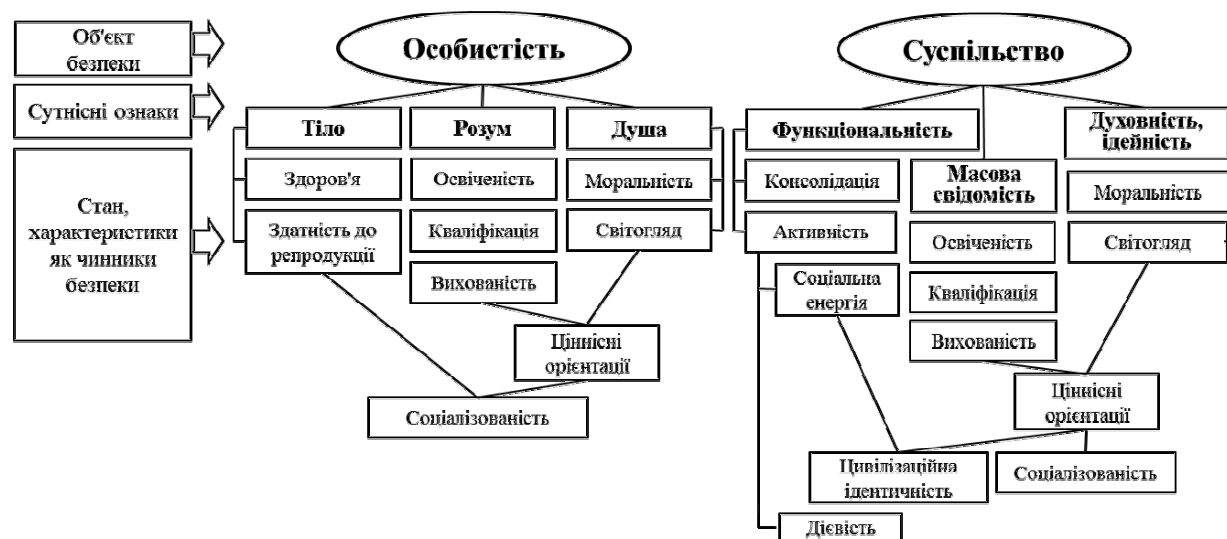 Об'єкт
безпеки
Сутнісні ознаки
Стан,
характеристики
як чинники
безпеки
Особистість
Тіло
Розум
Душа
Здоров'я
Освіченість
Моральність
Здатність до
репродукції
Кваліфікація
Світогляд
Вихованість
Ціннісні
орієнтації
Соціалізованість
Суспільство
Функціональність
Масова
свідомість
Духовність,
ідейність
Консолідація
Моральність
Активність
Освіченість
Світогляд
Соціальна
енергія
Кваліфікація
Вихованість
Ціннісні
орієнтації
Цивілізаційна
ідентичність
Соціалізованість
Дієвість